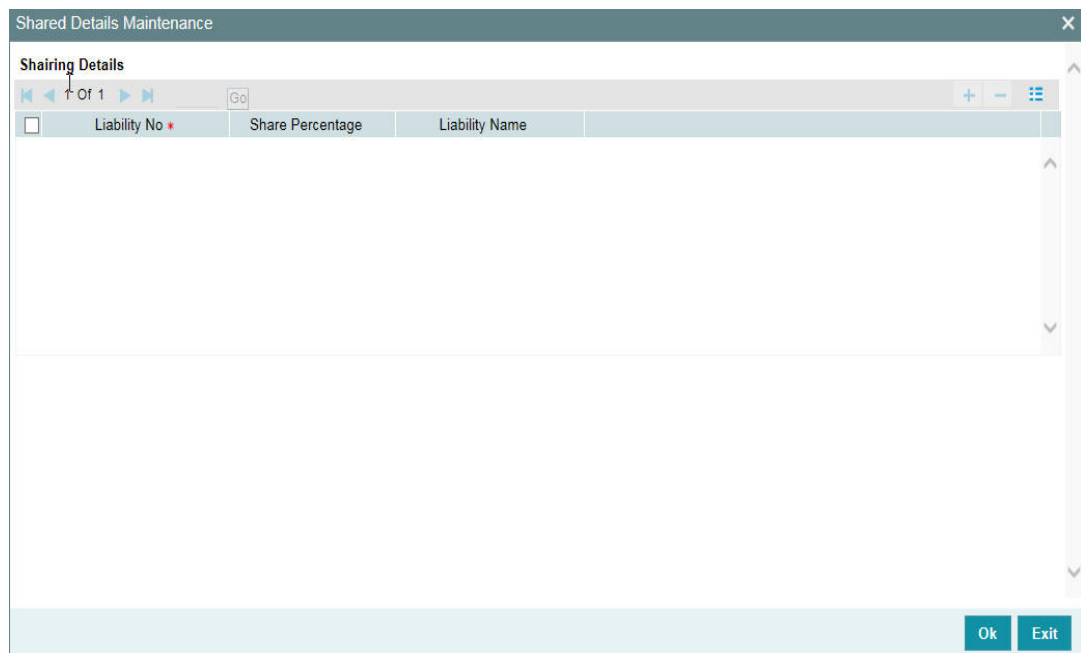 Shared Details Maintenance
Shairing Details
1 Of 1 Go
Liability No * Share Percentage Liability Name
Ok Exit